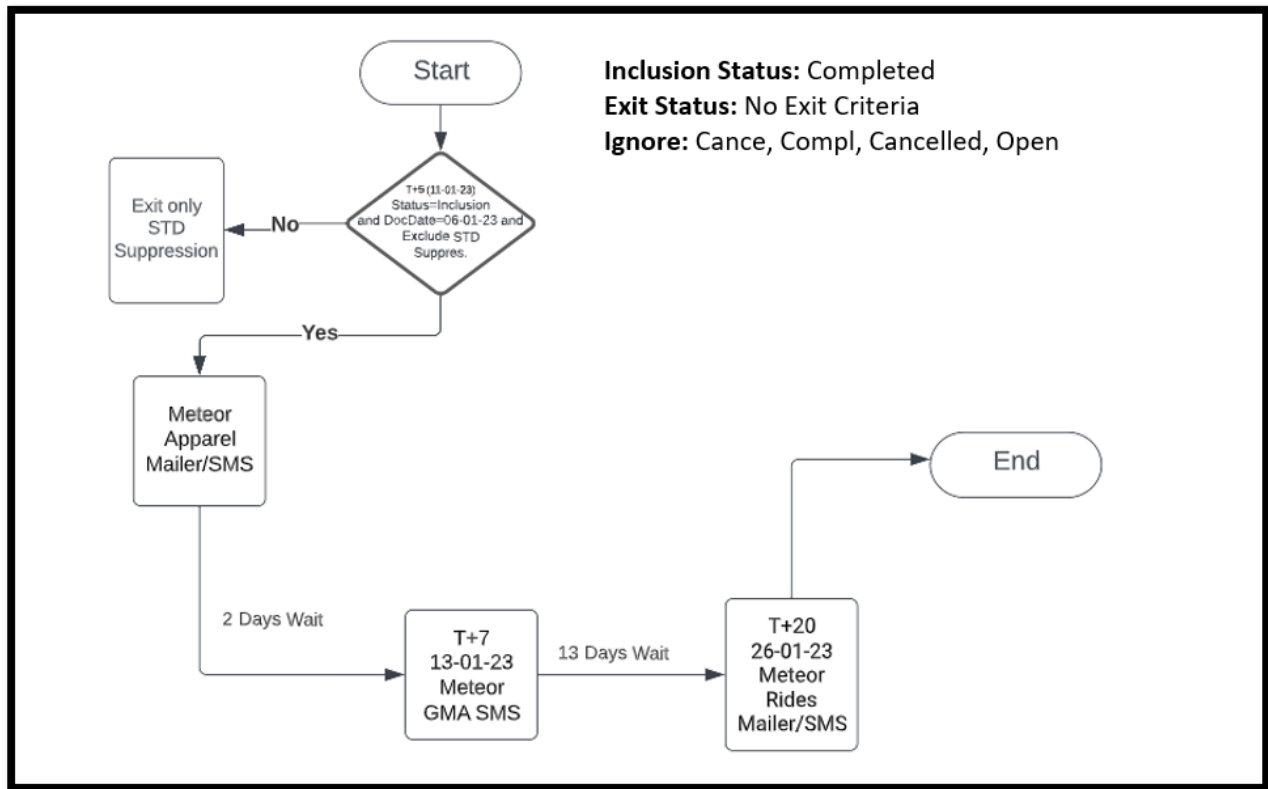 Start
Inclusion Status: Completed
Exit Status: No Exit Criteria
Ignore: Cance, Compl, Cancelled, Open
T+5 (11-01-23)
Status=Inclusion
and DocDate=06-01-23 and
Exclude STD
Suppres.
No
Exit only
STD
Suppression
Yes
Meteor
Apparel
Mailer/SMS
2 Days Wait
T+7
13-01-23
Meteor
GMA SMS
13 Days Wait
T+20
26-01-23
Meteor
Rides
Mailer/SMS
End